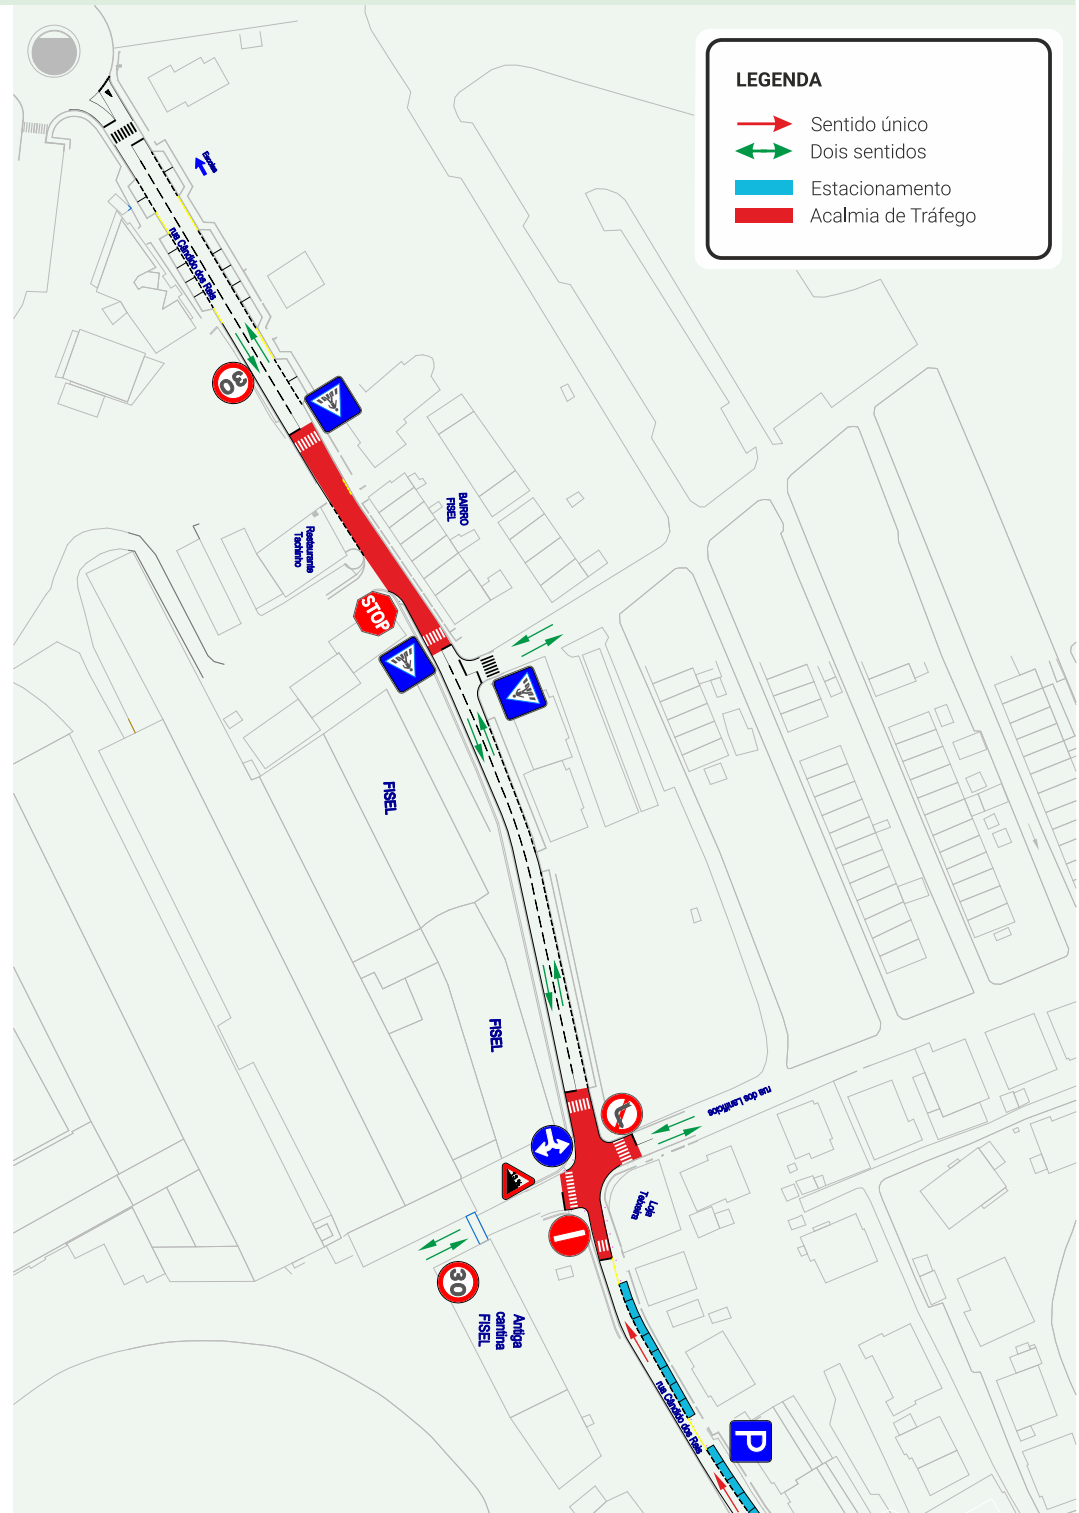 LEGENDA
Sentido único
Dois sentidos
Estacionamento
Acalmia de Tráfego
Escolas
rua Cândido dos Reis
30
BAIRRO
FISEL
Restaurante
Tachinho
STOP
FISEL
FISEL
rua dos Lanifícios
Loja
Teixeira
30
Antiga
cantina
FISEL
rua Cândido dos Reis
P